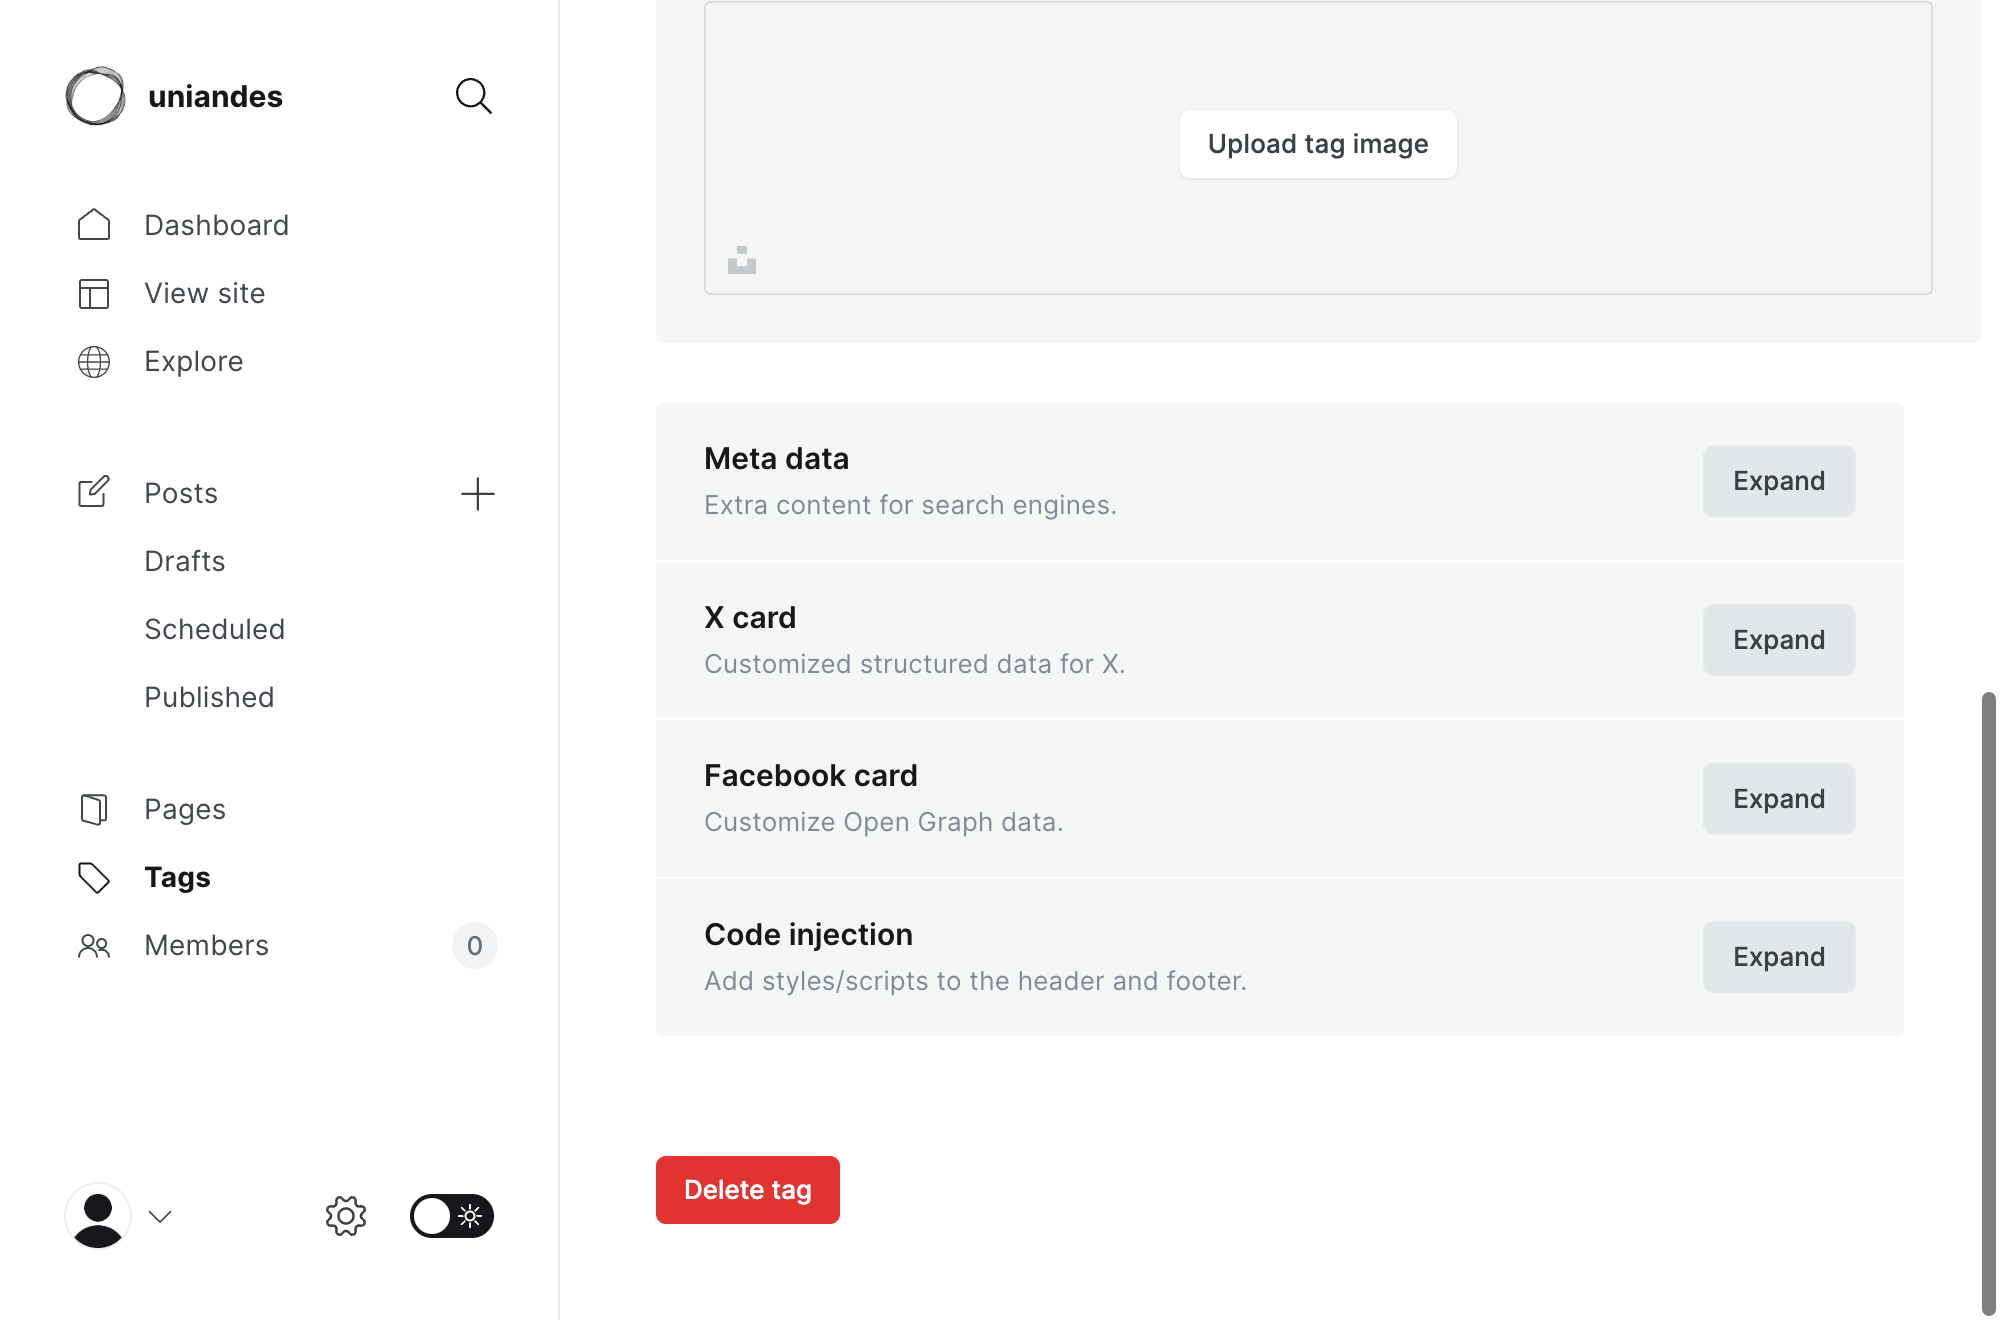 uniandes
Dashboard
View site
Explore
Posts
Drafts
Scheduled
Published
Pages
Tags
Members
0
Upload tag image
Meta data
Extra content for search engines.
Expand
X card
Customized structured data for X.
Expand
Facebook card
Customize Open Graph data.
Expand
Code injection
Add styles/scripts to the header and footer.
Expand
Delete tag